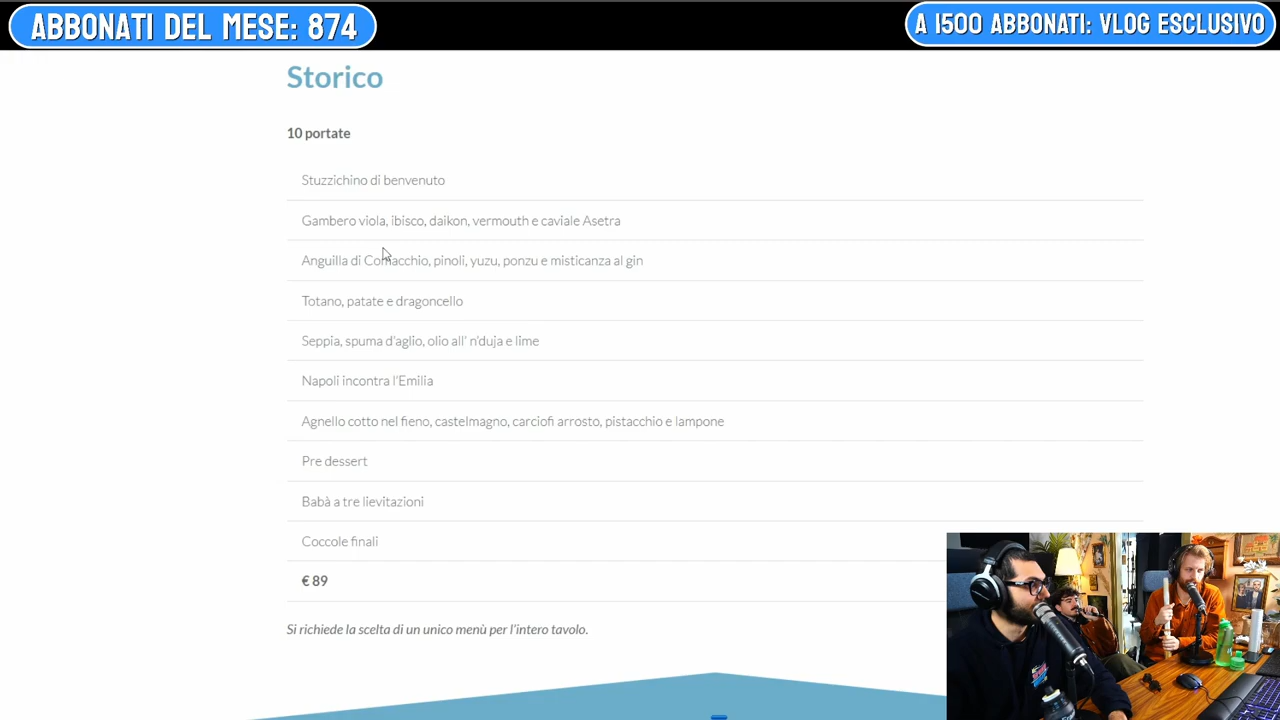 ABBONATI DEL MESE: 874
A 1500 ABBONATI: VLOG ESCLUSIVO
Storico
10 portate
Stuzzichino di benvenuto
Gambero viola, ibisco, daikon, vermouth e caviale Asetra
Anguilla di Comacchio, pinoli, yuzu, ponzu e misticanza al gin
Totano, patate e dragoncello
Seppia, spuma d'aglio, olio all' n'duja e lime
Napoli incontra l'Emilia
Agnello cotto nel fieno, castelmagno, carciofi arrosto, pistacchio e lampone
Pre dessert
Babà a tre lievitazioni
Coccole finali
€ 89
Si richiede la scelta di un unico menù per l'intero tavolo.